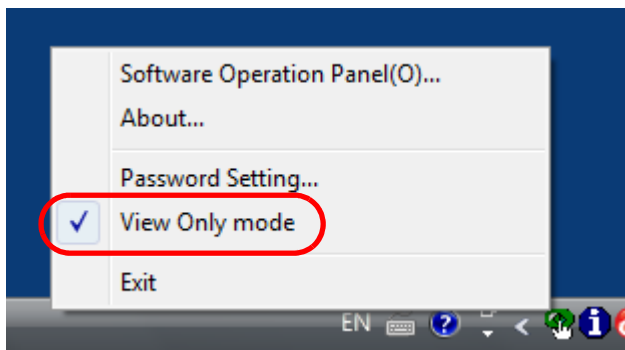 Software Operation Panel(O)...
About...
Password Setting...
View Only mode
Exit
EN